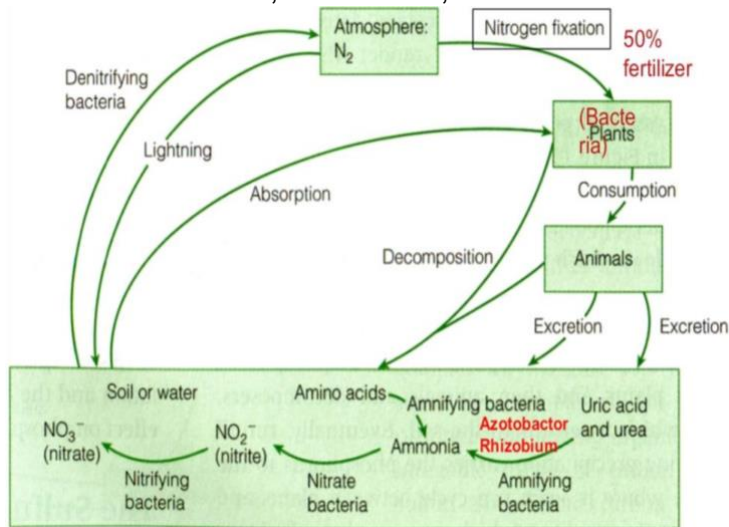 Atmosphere:
N2
Nitrogen fixation
50%
fertilizer
Denitrifying
bacteria
Lightning
(Bacte
ria)
Plants
Absorption
Consumption
Decomposition
Animals
Excretion
Excretion
Soil or water
Amino acids
Amnifying bacteria
Uric acid
and urea
Azotobactor
Rhizobium
NO3
(nitrate)
NO2
(nitrite)
Ammonia
Nitrifying
bacteria
Nitrate
bacteria
Amnifying
bacteria